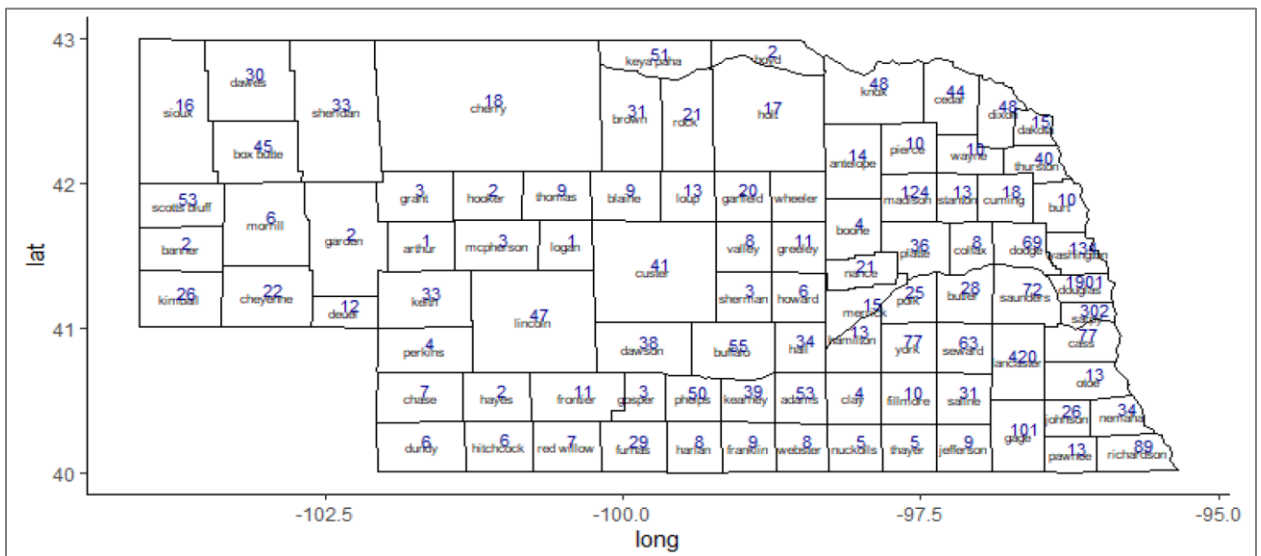 43
51
keya paha
2
boyd
30
dawes
48
knox
44
cedar
16
sioux
33
sheridan
18
cherry
31
brown
21
rock
17
holt
48
dixon
15
dakota
45
box butte
14
antelope
10
pierce
10
wayne
40
thurston
42
53
scotts bluff
3
grant
2
hooker
9
thomas
9
blaine
13
loup
20
garfield
wheeler
124
madison
13
stanton
18
cuming
10
burt
6
morrill
2
garden
4
boone
2
banner
1
arthur
3
mcpherson
1
logan
41
custer
8
valley
11
greeley
36
platte
8
colfax
69
dodge
134
washington
lat
21
nance
26
kimball
22
cheyenne
33
keith
3
sherman
6
howard
15
merrick
25
polk
28
butler
72
saunders
1901
douglas
12
deuel
47
lincoln
302
sarpy
41
4
perkins
38
dawson
55
buffalo
34
hall
13
hamilton
77
york
63
seward
420
lancaster
77
cass
7
chase
2
hayes
11
frontier
3
gosper
50
phelps
39
kearney
53
adams
4
clay
10
fillmore
31
saline
13
otoe
6
dundy
6
hitchcock
7
red willow
29
furnas
8
harlan
9
franklin
8
webster
5
nuckolls
5
thayer
9
jefferson
101
gage
26
johnson
34
nemaha
13
pawnee
89
richardson
40
-102.5
-100.0
-97.5
-95.0
long